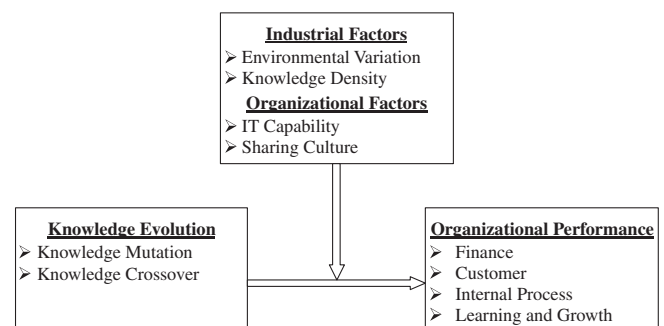 Industrial Factors
➢ Environmental Variation
➢ Knowledge Density
Organizational Factors
➢ IT Capability
➢ Sharing Culture
Knowledge Evolution
➢ Knowledge Mutation
➢ Knowledge Crossover
Organizational Performance
➢ Finance
➢ Customer
➢ Internal Process
➢ Learning and Growth